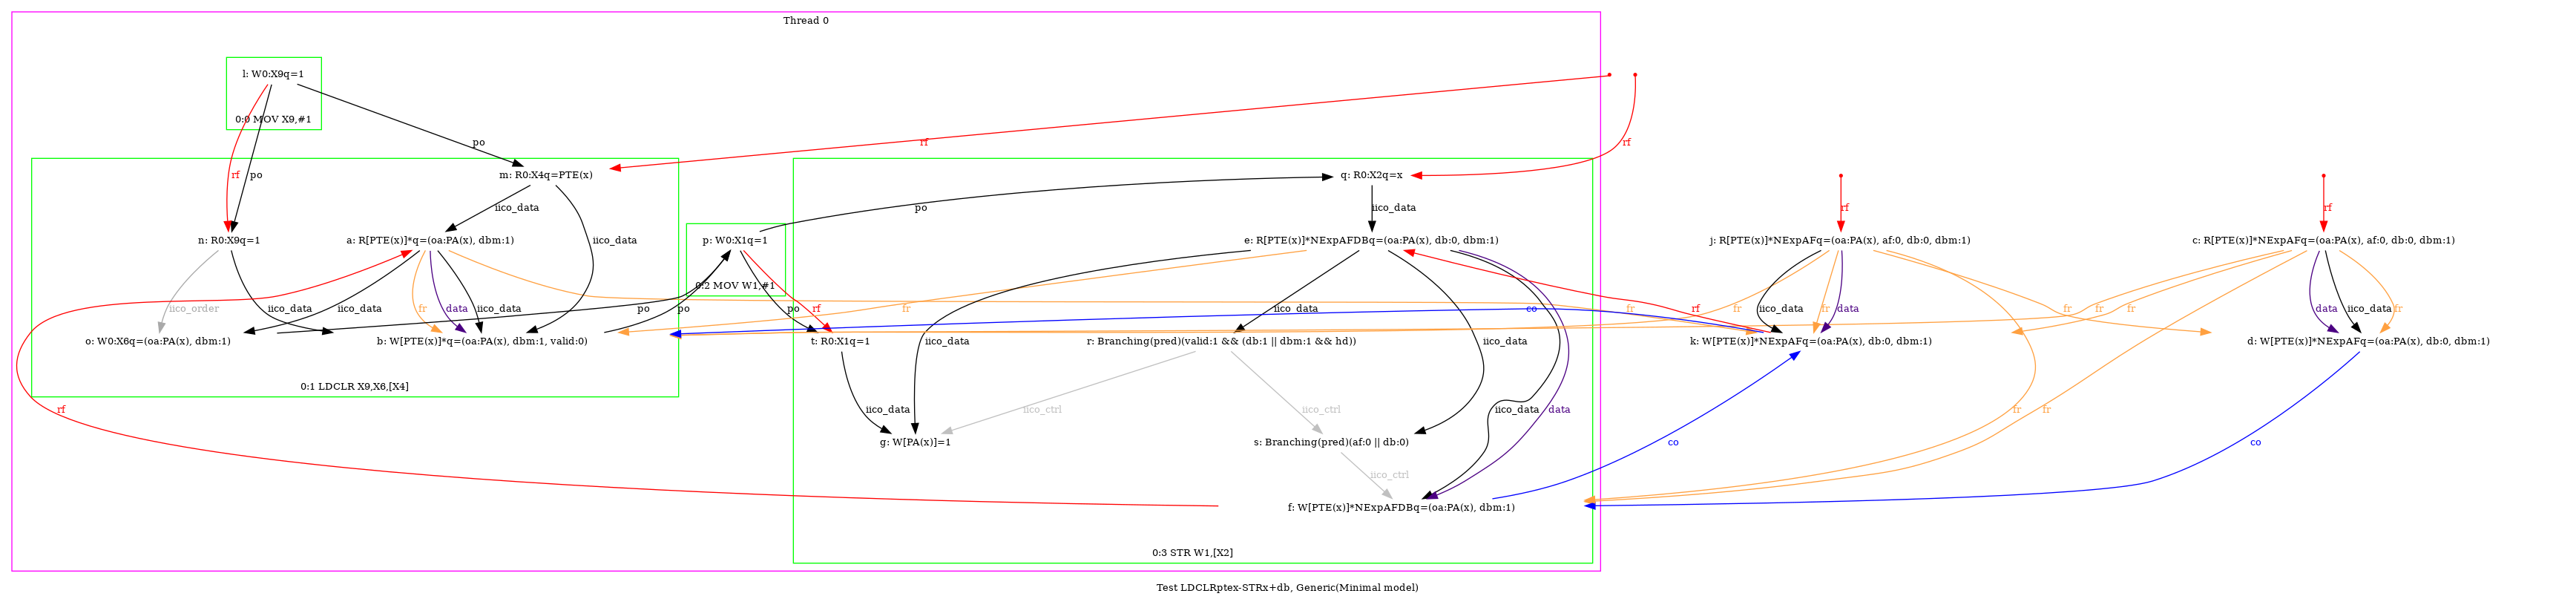 Thread 0
l: W0:X9q=1
0:0 MOV X9,#1
po
rf
rf
m: R0:X4q=PTE(x)
q: R0:X2q=x
rf
po
iico_data
po
iico_data
rf
rf
n: R0:X9q=1
a: R[PTE(x)]*q=(oa:PA(x), dbm:1)
iico_data
p: W0:X1q=1
e: R[PTE(x)]*NExpAFDBq=(oa:PA(x), db:0, dbm:1)
j: R[PTE(x)]*NExpAFq=(oa:PA(x), af:0, db:0, dbm:1)
c: R[PTE(x)]*NExpAFq=(oa:PA(x), af:0, db:0, dbm:1)
0:2 MOV W1,#1
iico_order
iico_data
iico_data
fr
data
iico_data
po
po
po
rf
fr
iico_data
co
fr
rf
fr
iico_data
fr
data
fr
fr
fr
data
iico_data
fr
o: W0:X6q=(oa:PA(x), dbm:1)
b: W[PTE(x)]*q=(oa:PA(x), dbm:1, valid:0)
t: R0:X1q=1
iico_data
r: Branching(pred)(valid:1 && (db:1 || dbm:1 && hd))
iico_data
k: W[PTE(x)]*NExpAFq=(oa:PA(x), db:0, dbm:1)
d: W[PTE(x)]*NExpAFq=(oa:PA(x), db:0, dbm:1)
0:1 LDCLR X9,X6,[X4]
rf
iico_data
iico_ctrl
iico_ctrl
iico_data
data
fr
fr
g: W[PA(x)]=1
s: Branching(pred)(af:0 || db:0)
co
co
iico_ctrl
f: W[PTE(x)]*NExpAFDBq=(oa:PA(x), dbm:1)
0:3 STR W1,[X2]
Test LDCLRptex-STRx+db, Generic(Minimal model)